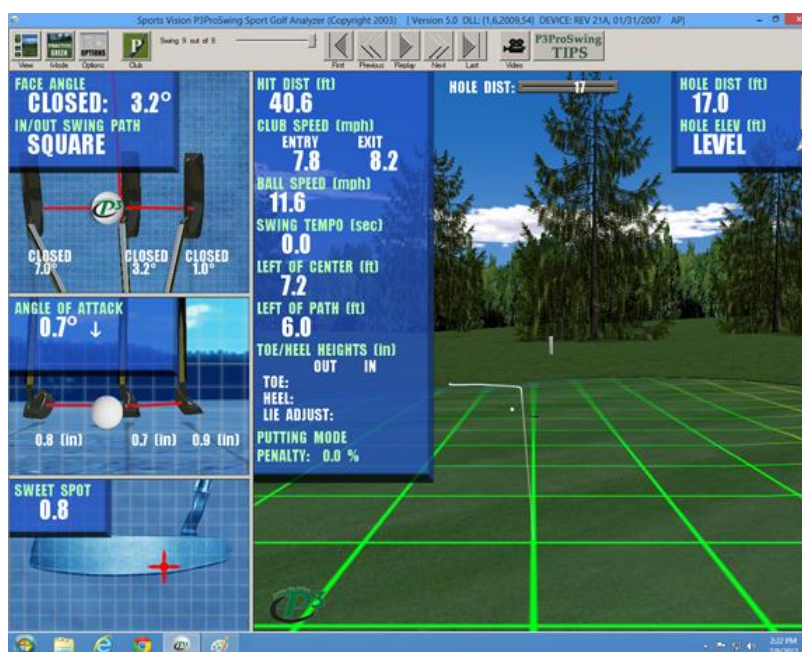 Sports Vision P3ProSwing Sport Golf Analyzer (Copyright 2003) | Version 5.0 DLL: [1,6,2009,54] DEVICE: REV 21A, 01/31/2007 AP]
Swing 9 out of 9:
PRACTICE GREEN
OPTIONS
P
P3ProSwing
TIPS
View Mode Options Club First Previous Replay Next Last Video
FACE ANGLE
CLOSED: 3.2°
IN/OUT SWING PATH
SQUARE
P3
CLOSED 7.0°
CLOSED 3.2°
CLOSED 1.0°
ANGLE OF ATTACK
0.7° ↓
0.8 (in) 0.7 (in) 0.9 (in)
SWEET SPOT
0.8
HIT DIST (ft)
40.6
CLUB SPEED (mph)
ENTRY EXIT
7.8 8.2
BALL SPEED (mph)
11.6
SWING TEMPO (sec)
0.0
LEFT OF CENTER (ft)
7.2
LEFT OF PATH (ft)
6.0
TOE/HEEL HEIGHTS (in)
OUT IN
TOE:
HEEL:
LIE ADJUST:
PUTTING MODE
PENALTY: 0.0 %
HOLE DIST: 17
HOLE DIST (ft)
17.0
HOLE ELEV (ft)
LEVEL
P3
2:22 PM